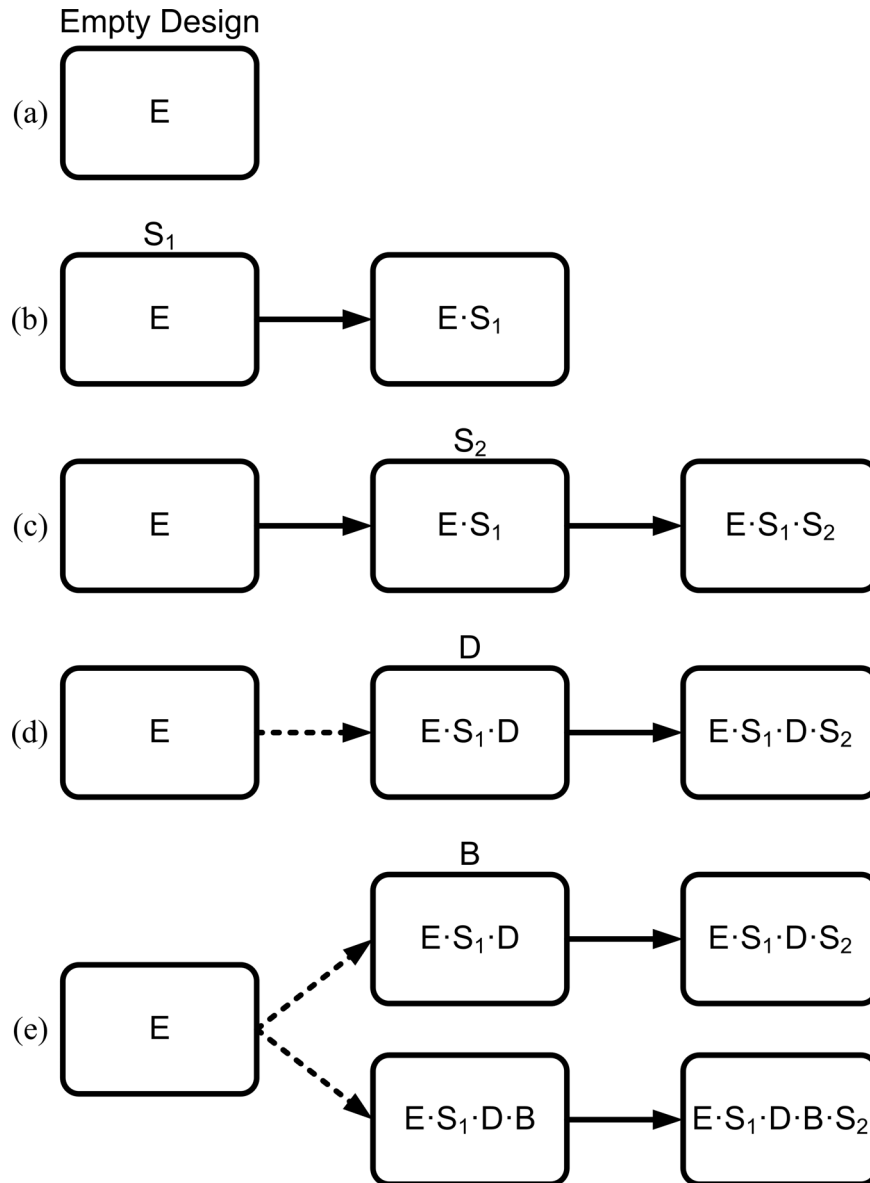 Empty Design
(a) E
S₁
(b) E E·S₁
S₂
(c) E E·S₁ E·S₁·S₂
D
(d) E E·S₁·D E·S₁·D·S₂
B
E·S₁·D E·S₁·D·S₂
(e) E
E·S₁·D·B E·S₁·D·B·S₂